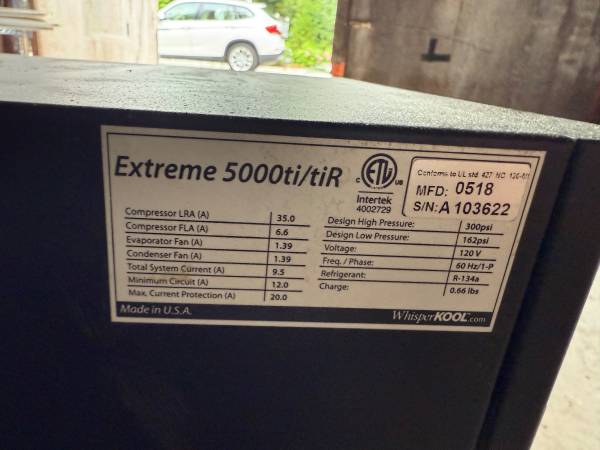 Extreme 5000ti/tiR
C ETL US
Intertek
4002729
Conforms to UL std. 427
MFD: 0518
S/N: A 103622
Compressor LRA (A) 35.0
Compressor FLA (A) 6.6
Evaporator Fan (A) 1.39
Condenser Fan (A) 1.39
Total System Current (A) 9.5
Minimum Circuit (A) 12.0
Max. Current Protection (A) 20.0
Design High Pressure: 300psi
Design Low Pressure: 162psi
Voltage: 120 V
Freq. / Phase: 60 Hz/1-P
Refrigerant: R-134a
Charge: 0.66 lbs
Made in U.S.A.
WhisperKOOL.com